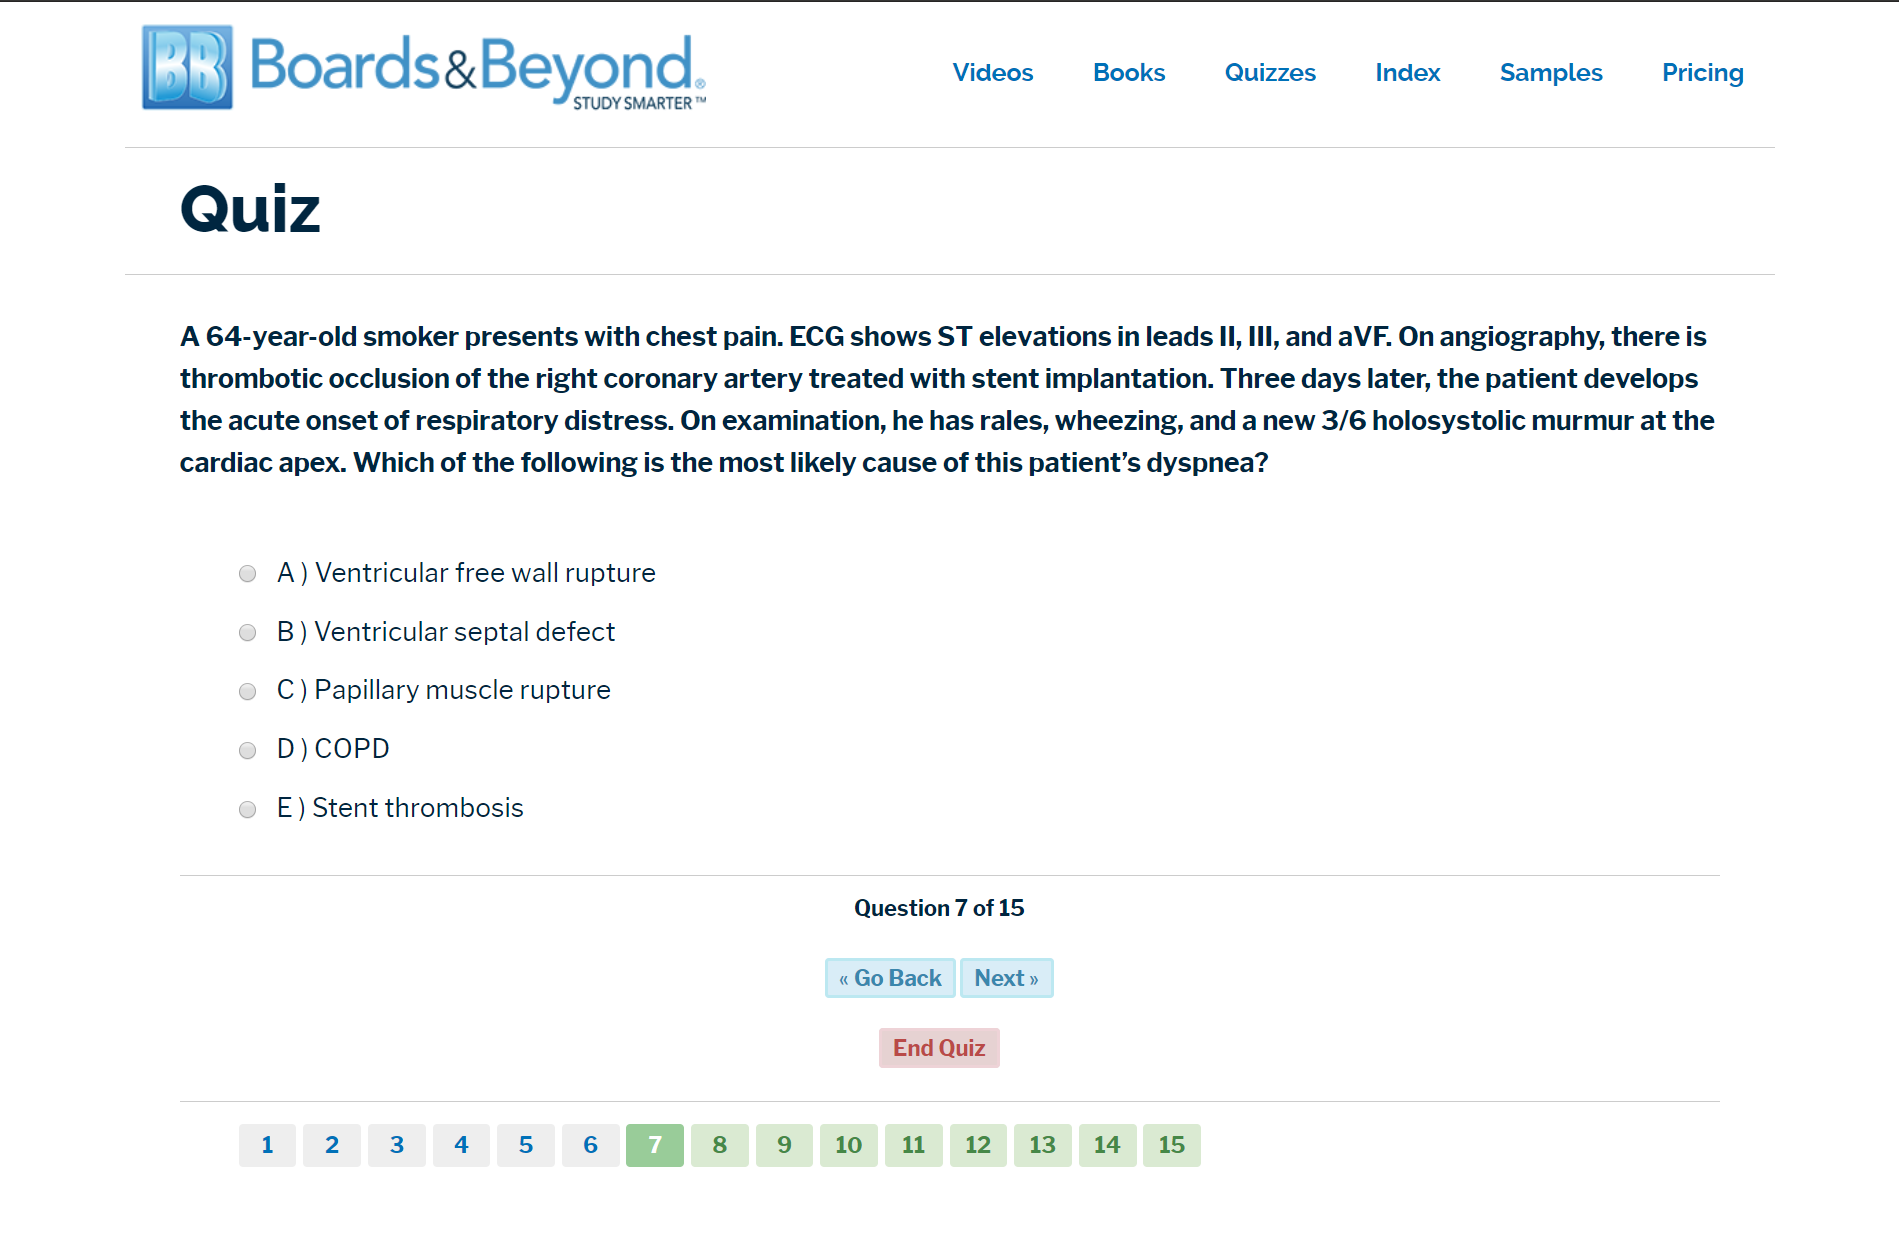 BB Boards&Beyond®
STUDY SMARTER™
Videos Books Quizzes Index Samples Pricing
Quiz
A 64-year-old smoker presents with chest pain. ECG shows ST elevations in leads II, III, and aVF. On angiography, there is
thrombotic occlusion of the right coronary artery treated with stent implantation. Three days later, the patient develops
the acute onset of respiratory distress. On examination, he has rales, wheezing, and a new 3/6 holosystolic murmur at the
cardiac apex. Which of the following is the most likely cause of this patient’s dyspnea?
A ) Ventricular free wall rupture
B ) Ventricular septal defect
C ) Papillary muscle rupture
D ) COPD
E ) Stent thrombosis
Question 7 of 15
« Go Back Next »
End Quiz
1 2 3 4 5 6 7 8 9 10 11 12 13 14 15